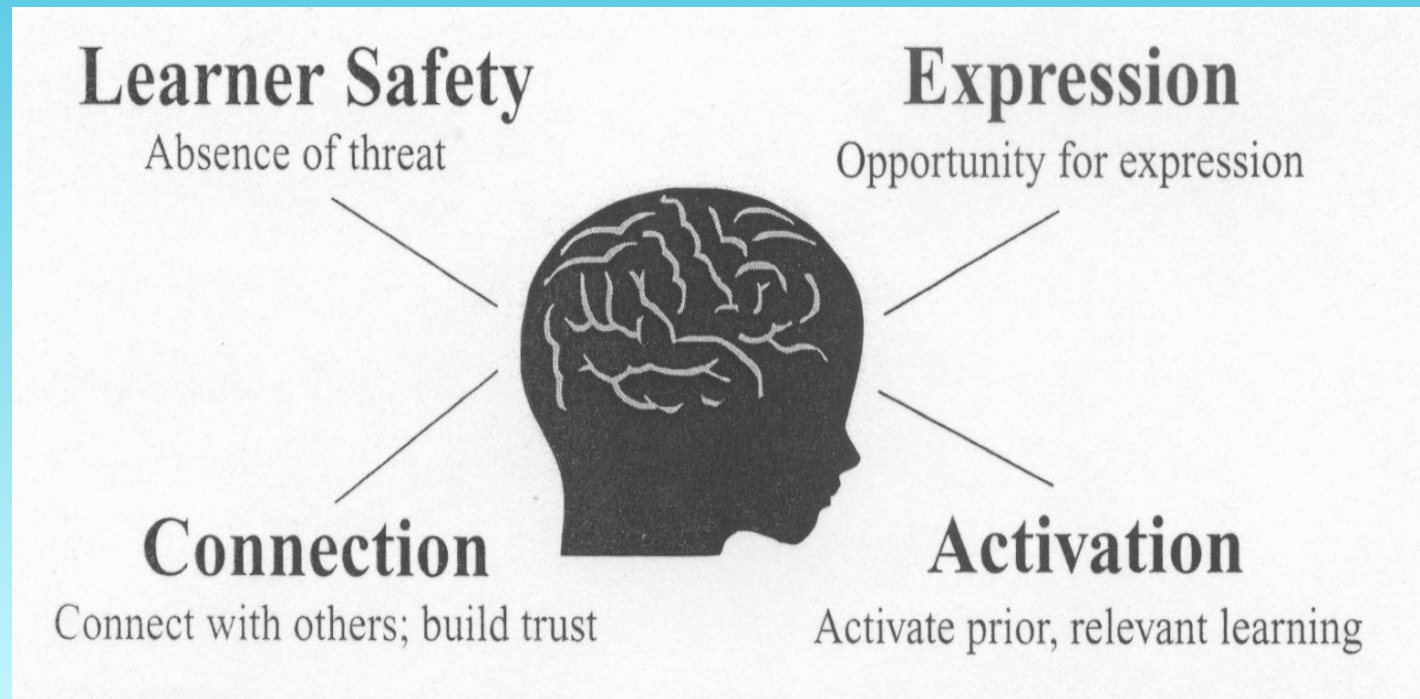 Learner Safety
Absence of threat
Expression
Opportunity for expression
Connection
Connect with others; build trust
Activation
Activate prior, relevant learning